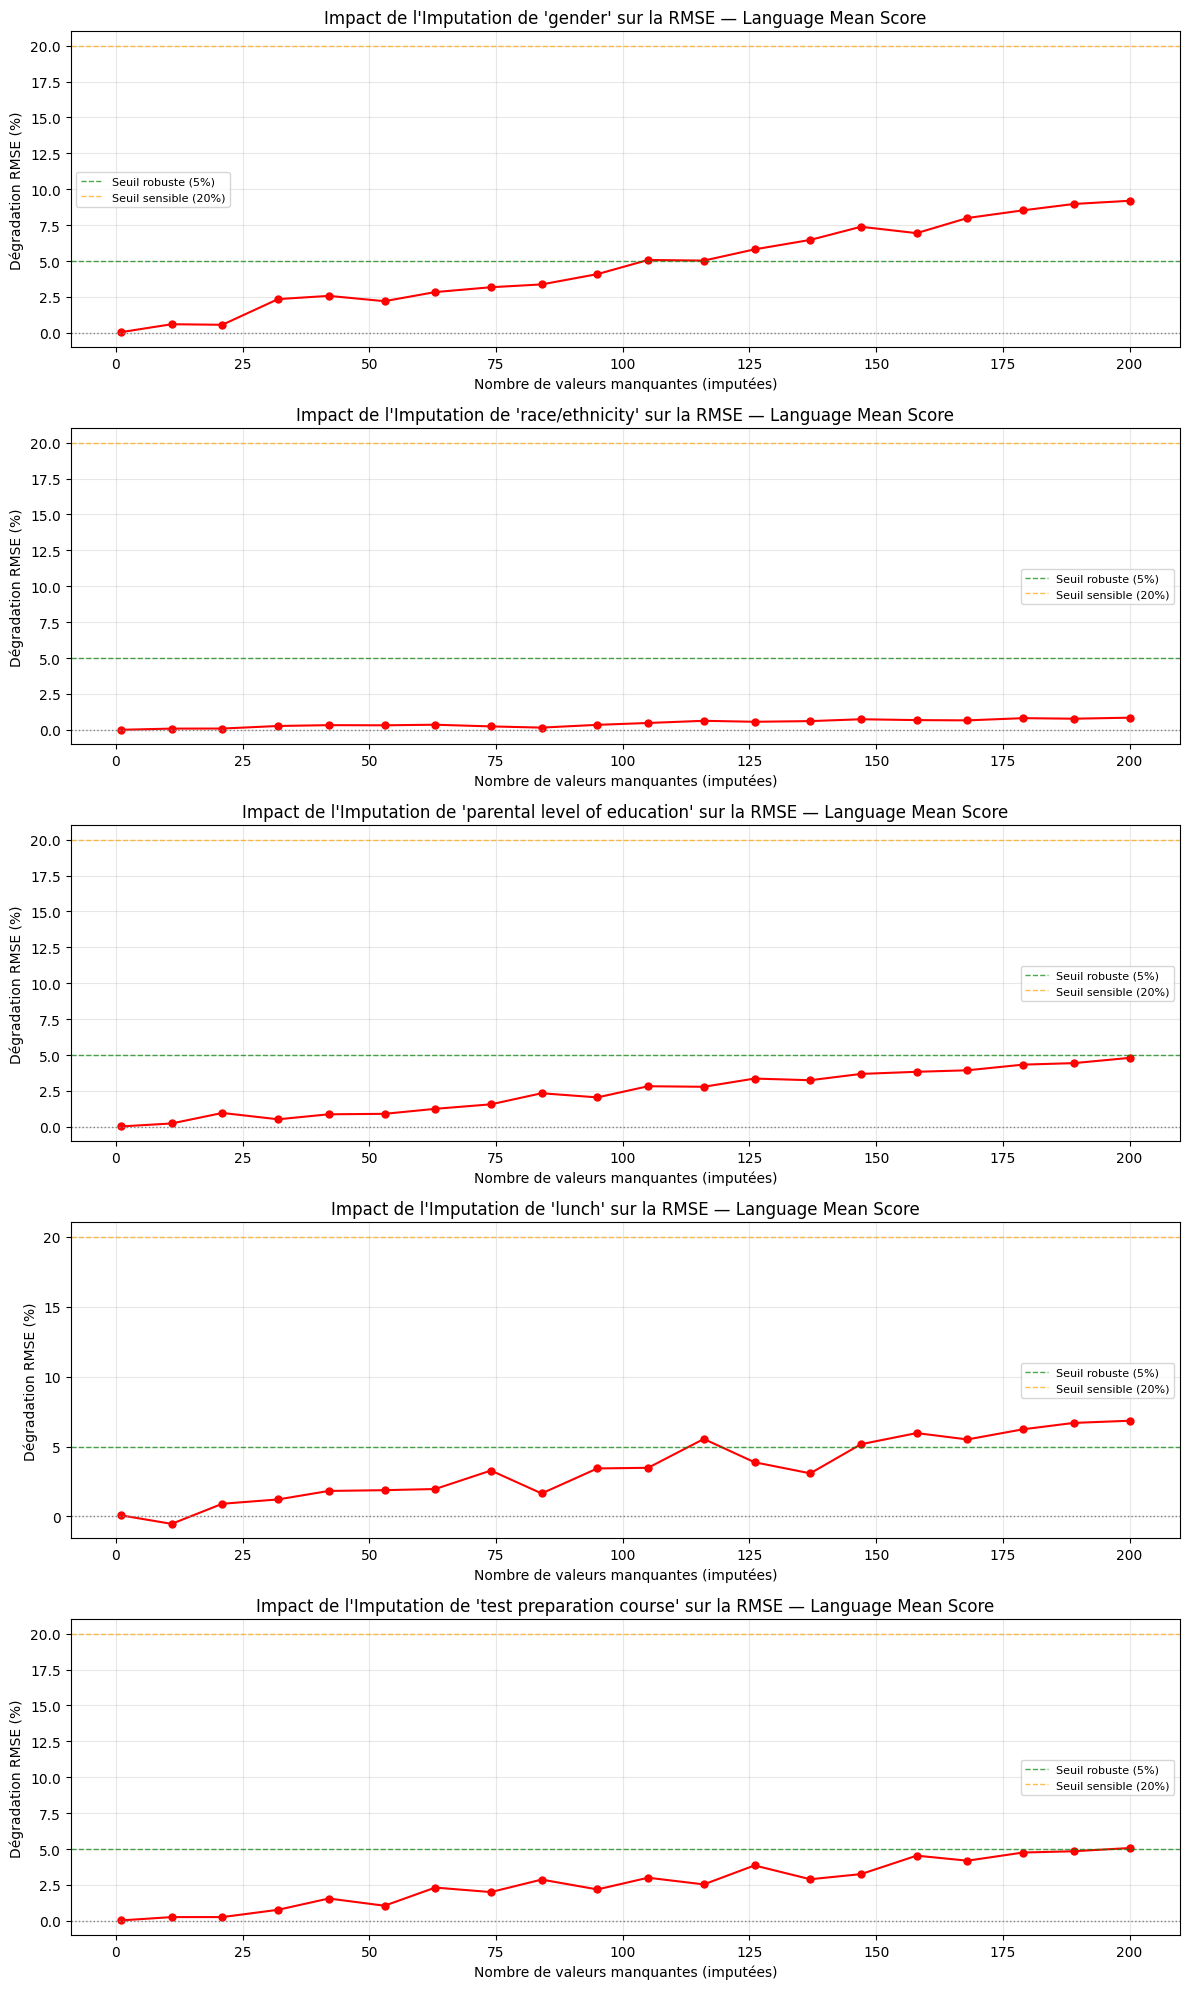 Impact de l'Imputation de 'gender' sur la RMSE — Language Mean Score
Dégradation RMSE (%)
20.0
17.5
15.0
12.5
10.0
7.5
5.0
2.5
0.0
Seuil robuste (5%)
Seuil sensible (20%)
0 25 50 75 100 125 150 175 200
Nombre de valeurs manquantes (imputées)
Impact de l'Imputation de 'race/ethnicity' sur la RMSE — Language Mean Score
Dégradation RMSE (%)
20.0
17.5
15.0
12.5
10.0
7.5
5.0
2.5
0.0
Seuil robuste (5%)
Seuil sensible (20%)
0 25 50 75 100 125 150 175 200
Nombre de valeurs manquantes (imputées)
Impact de l'Imputation de 'parental level of education' sur la RMSE — Language Mean Score
Dégradation RMSE (%)
20.0
17.5
15.0
12.5
10.0
7.5
5.0
2.5
0.0
Seuil robuste (5%)
Seuil sensible (20%)
0 25 50 75 100 125 150 175 200
Nombre de valeurs manquantes (imputées)
Impact de l'Imputation de 'lunch' sur la RMSE — Language Mean Score
Dégradation RMSE (%)
20
15
10
5
0
Seuil robuste (5%)
Seuil sensible (20%)
0 25 50 75 100 125 150 175 200
Nombre de valeurs manquantes (imputées)
Impact de l'Imputation de 'test preparation course' sur la RMSE — Language Mean Score
Dégradation RMSE (%)
20.0
17.5
15.0
12.5
10.0
7.5
5.0
2.5
0.0
Seuil robuste (5%)
Seuil sensible (20%)
0 25 50 75 100 125 150 175 200
Nombre de valeurs manquantes (imputées)